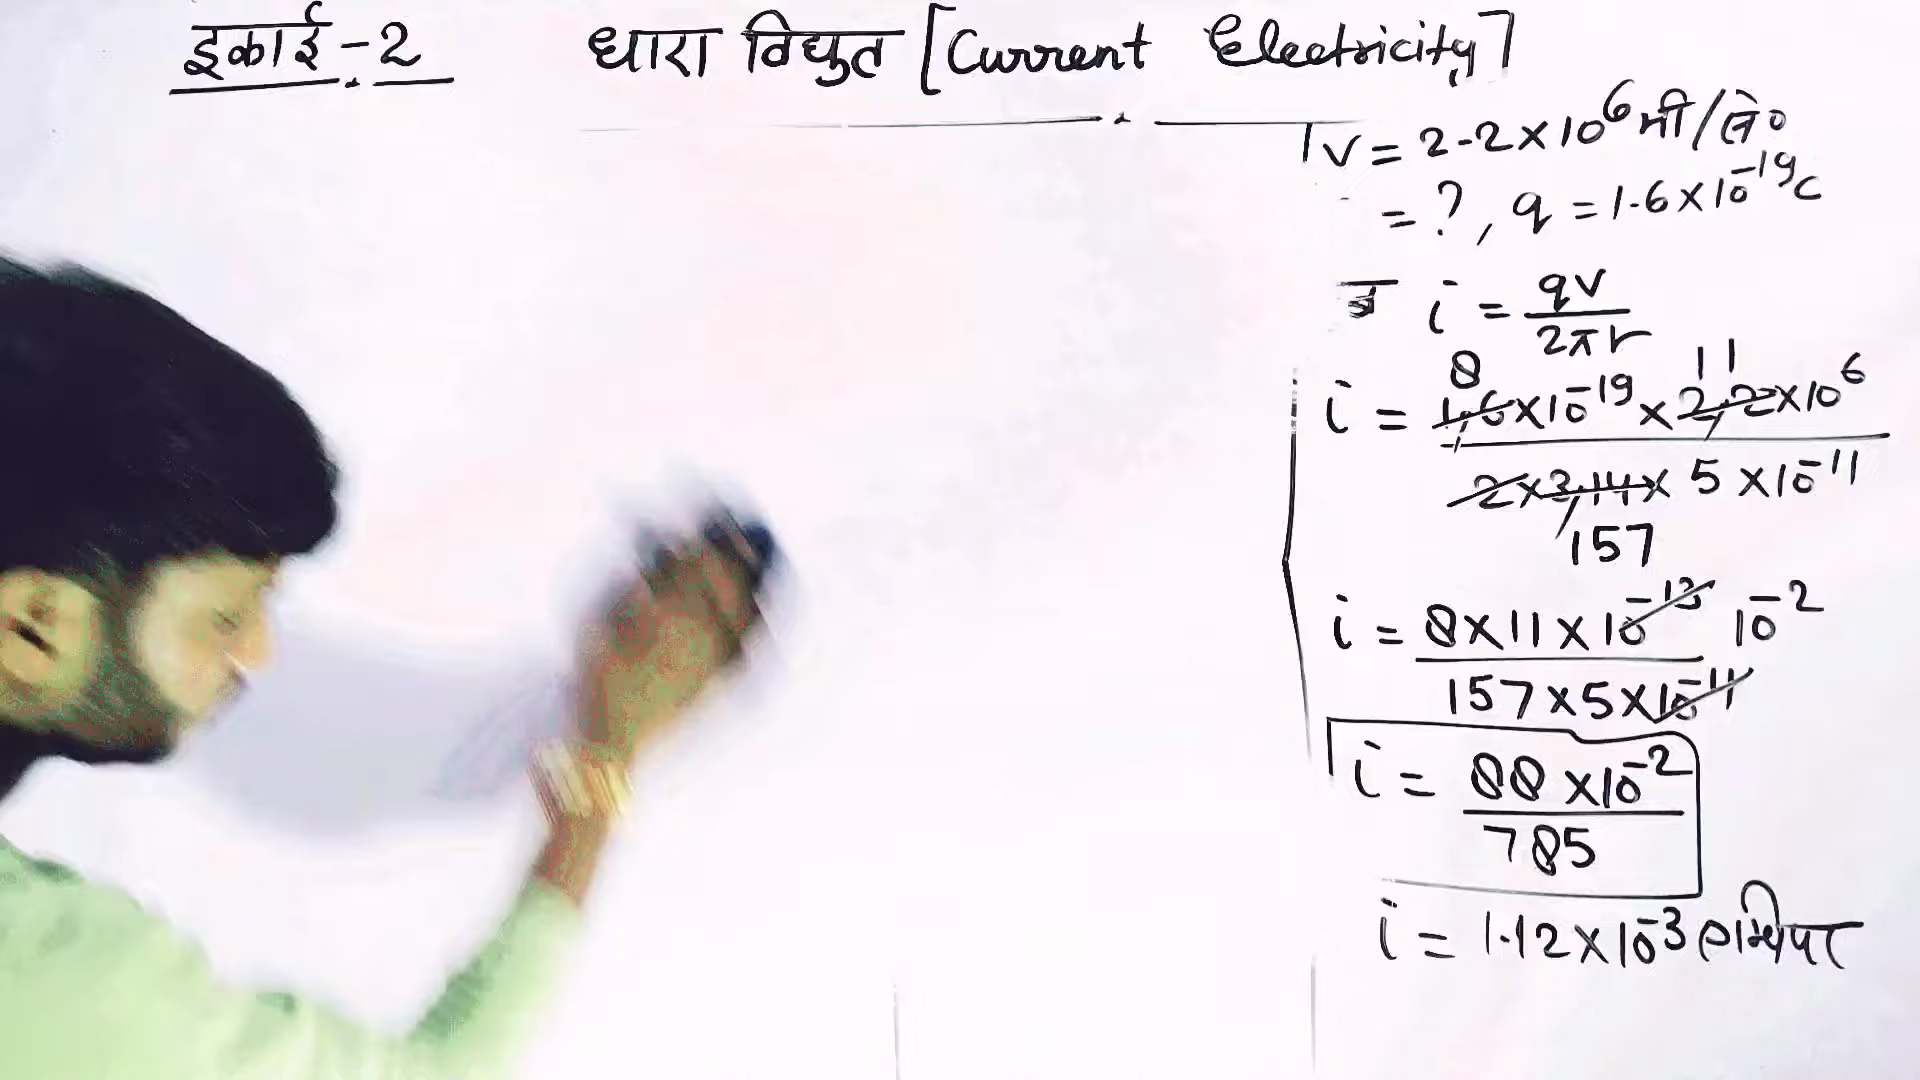 इकाई-2 धारा विद्युत [Current Electricity]
v = 2.2×10⁶ मी/से०
= ?, q = 1.6×10⁻¹⁹C
i = qv/2πr
8 11
i = 1.6×10⁻¹⁹×2.2×10⁶
2×3.14×5×10⁻¹¹
157
i = 8×11×10⁻¹³ 10⁻²
157×5×10⁻¹¹
i = 88×10⁻²
785
i = 1.12×10⁻³ एम्पियर